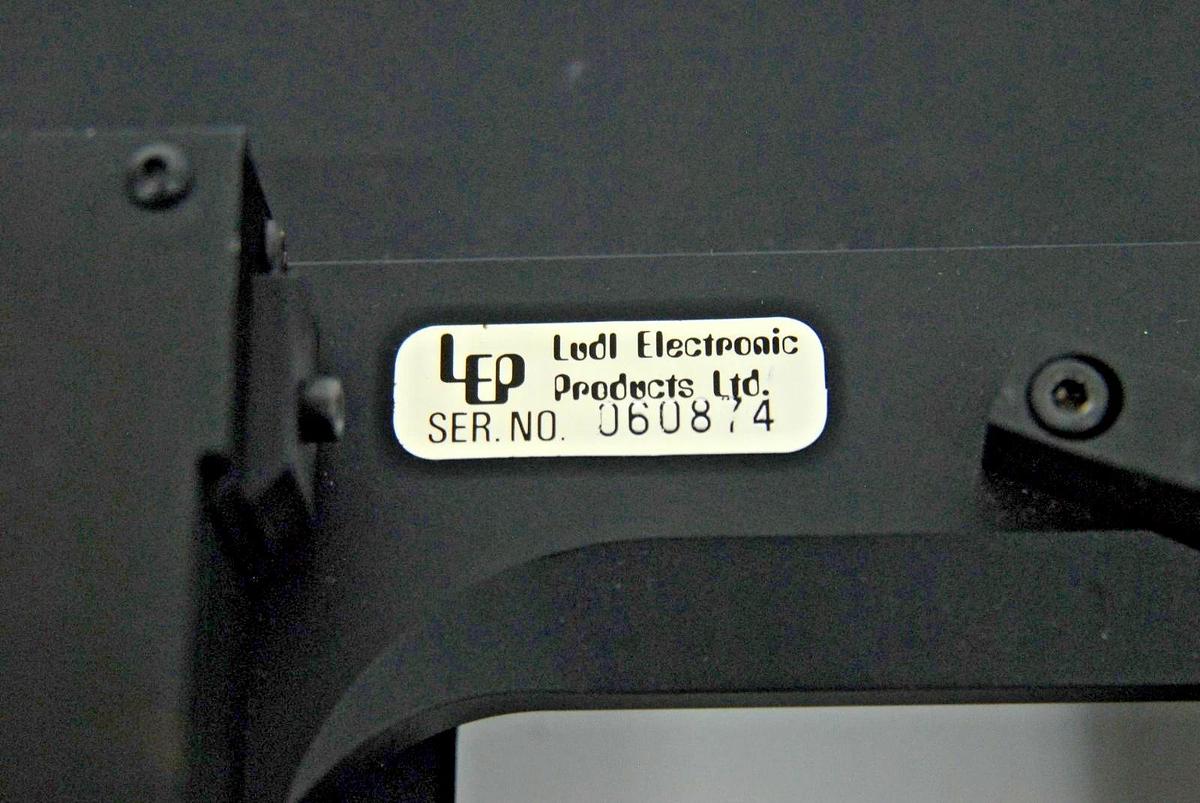 LEP Ludl Electronic
Products Ltd.
SER. NO. 060874